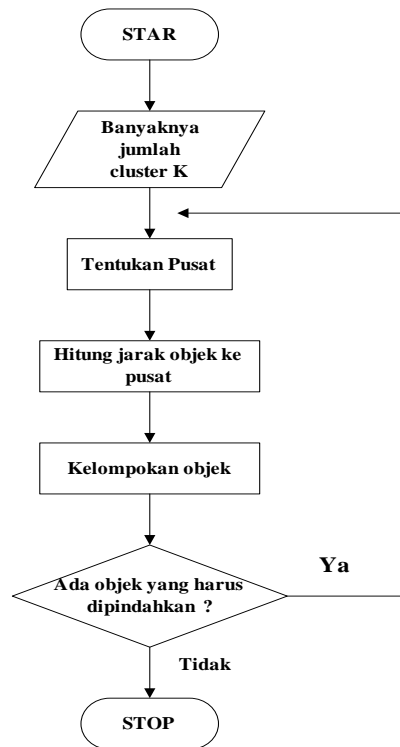 STAR
Banyaknya
jumlah
cluster K
Tentukan Pusat
Hitung jarak objek ke
pusat
Kelompokan objek
Ada objek yang harus
dipindahkan ?
Ya
Tidak
STOP